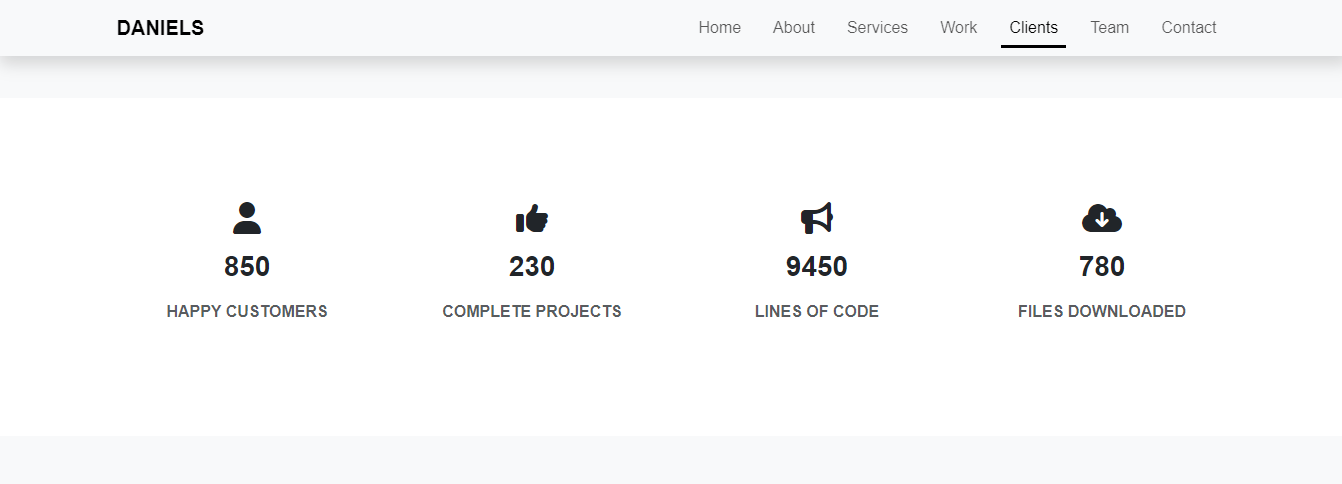 DANIELS Home About Services Work Clients Team Contact
850 230 9450 780
HAPPY CUSTOMERS COMPLETE PROJECTS LINES OF CODE FILES DOWNLOADED